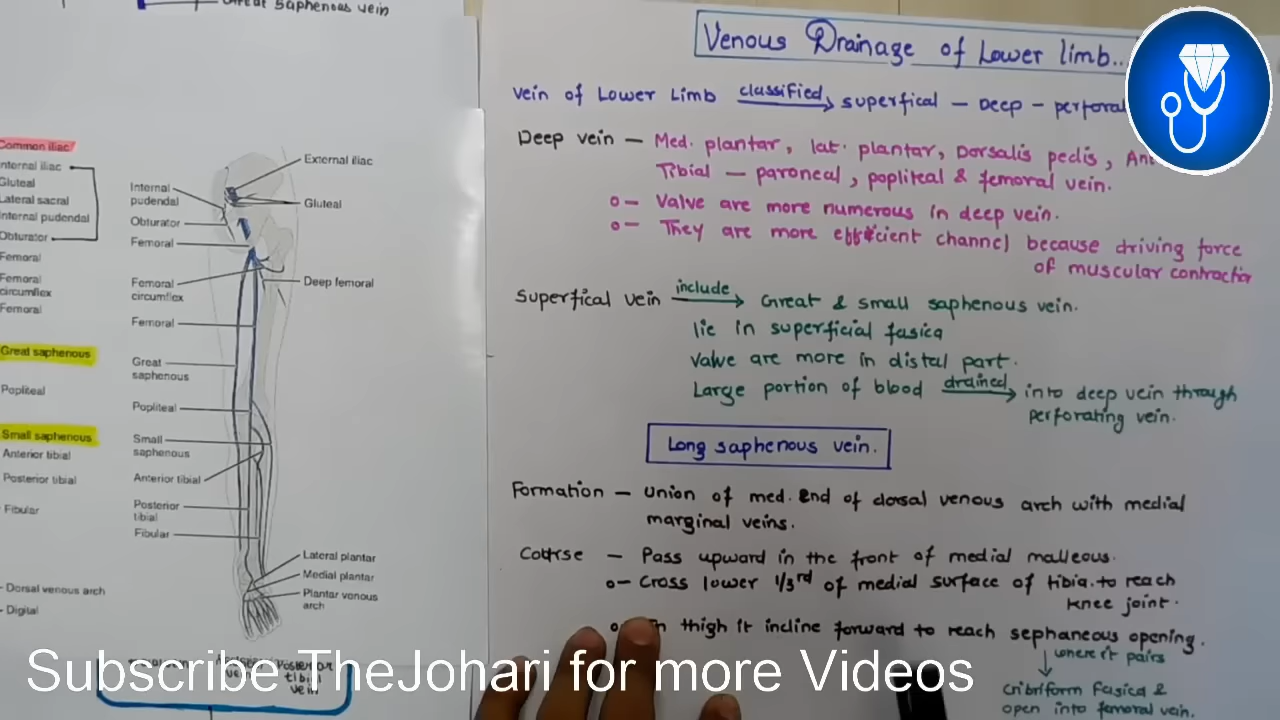 Great saphenous vein
Common iliac
Internal iliac
Gluteal
Lateral sacral
Internal pudendal
Obturator
Femoral
Femoral
circumflex
Femoral
Great saphenous
Popliteal
Small saphenous
Anterior tibial
Posterior tibial
Fibular
Dorsal venous arch
Digital
Internal
pudendal
Obturator
Femoral
Femoral
circumflex
Femoral
Great
saphenous
Popliteal
Small
saphenous
Anterior tibial
Posterior
tibial
Fibular
External iliac
Gluteal
Deep femoral
Lateral plantar
Medial plantar
Plantar venous
arch
Venous Drainage of Lower limb..
Vein of Lower Limb classified superfical - Deep - perforat
Deep vein - Med. plantar, lat. plantar, Dorsalis pedis, Ant
Tibial - paroneal, popliteal & femoral vein.
o- Valve are more numerous in deep vein.
o- They are more efficient channel because driving force
of muscular contraction
Superfical vein include Great & small saphenous vein.
lie in superficial fasica
Valve are more in distal part.
Large portion of blood drained into deep vein through
perforating vein.
Long saphenous vein.
Formation - Union of med. end of dorsal venous arch with medial
marginal veins.
Course - Pass upward in the front of medial malleous.
o- Cross lower 1/3rd of medial surface of tibia. to reach
knee joint.
thigh it incline forward to reach sephaneous opening.
where it pairs
Cribriform fasica &
open into femoral vein.
vein
tibial
vein
Subscribe TheJohari for more Videos